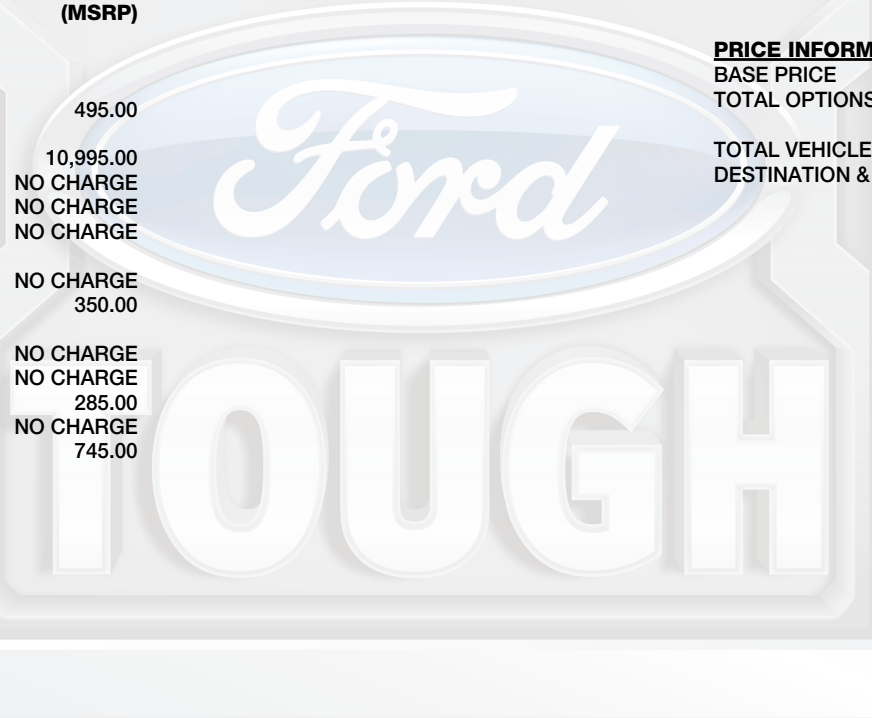 (MSRP)
495.00
10,995.00
NO CHARGE
NO CHARGE
NO CHARGE
NO CHARGE
350.00
NO CHARGE
NO CHARGE
285.00
NO CHARGE
745.00
PRICE INFORM
BASE PRICE
TOTAL OPTIONS
TOTAL VEHICLE
DESTINATION &
Ford
TOUGH